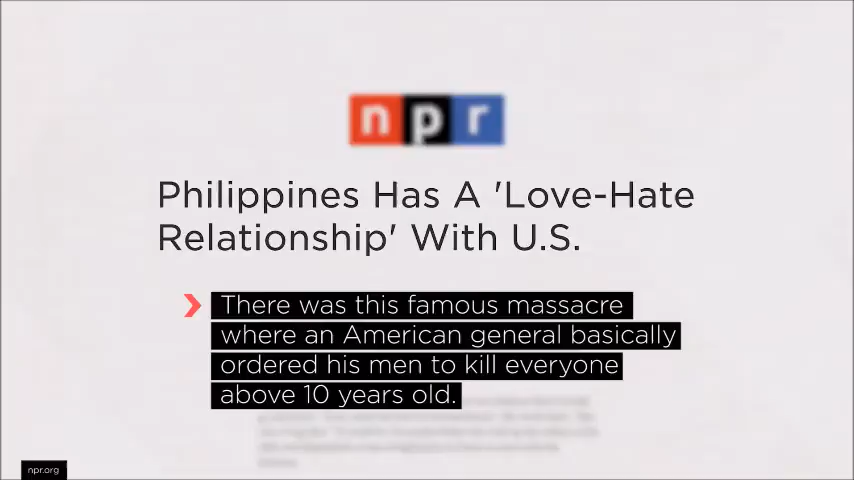 npr
Philippines Has A 'Love-Hate
Relationship' With U.S.
There was this famous massacre
where an American general basically
ordered his men to kill everyone
above 10 years old.
npr.org